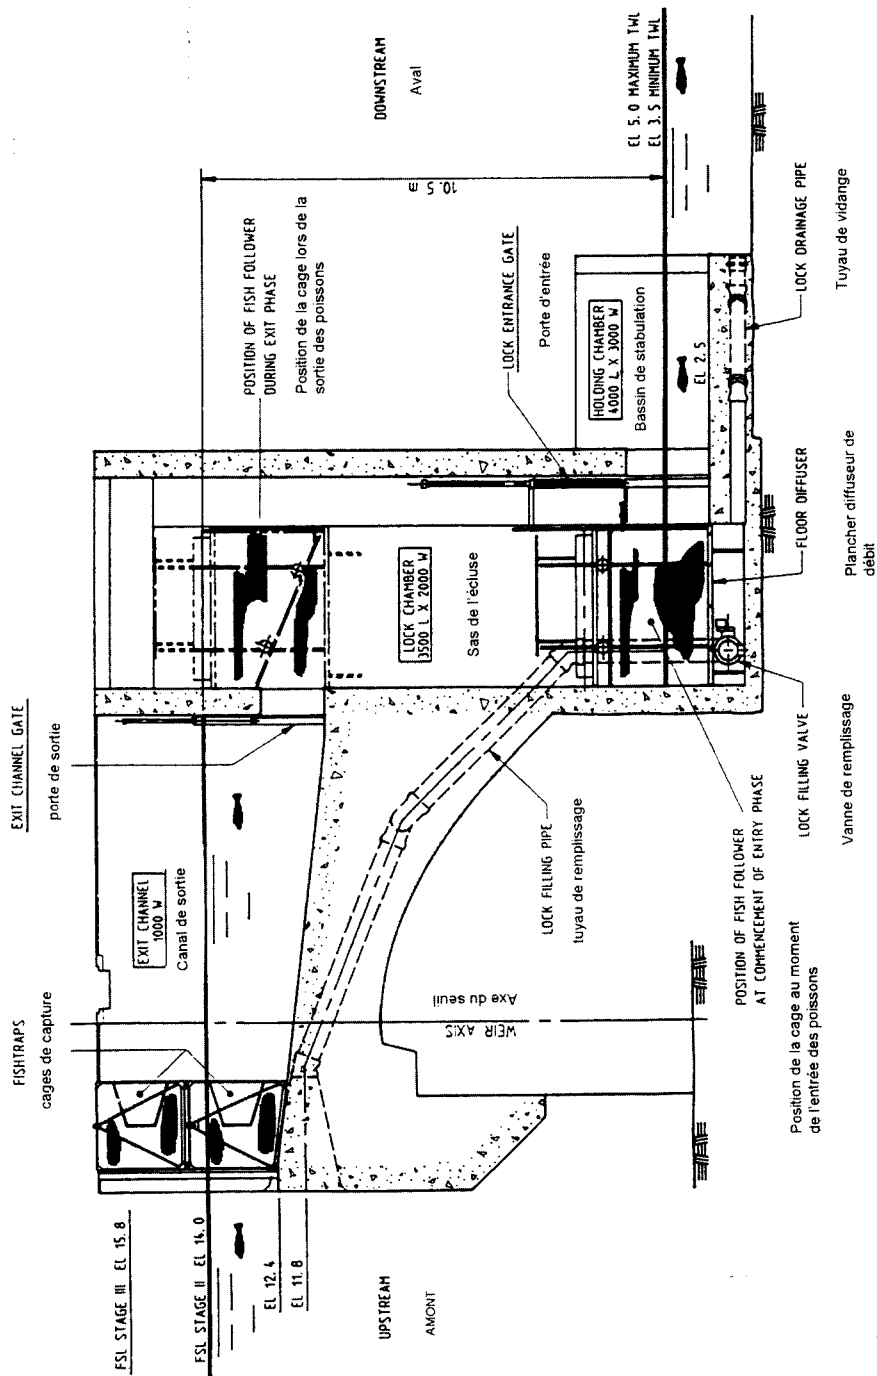 EXIT CHANNEL GATE
porte de sortie
FISHTRAPS
cages de capture
FSL STAGE III EL 15.8
FSL STAGE II EL 14.0
EL 12.4
EL 11.8
UPSTREAM
AMONT
EXIT CHANNEL
1000 W
Canal de sortie
WEIR AXIS
Axe du seuil
LOCK FILLING PIPE
tuyau de remplissage
LOCK CHAMBER
3500 L X 2000 W
Sas de l'écluse
POSITION OF FISH FOLLOWER
DURING EXIT PHASE
Position de la cage lors de la
sortie des poissons
DOWNSTREAM
Aval
10.5 m
LOCK ENTRANCE GATE
Porte d'entrée
HOLDING CHAMBER
4000 L X 3000 W
Bassin de stabulation
EL 2.5
EL 5.0 MAXIMUM TWL
EL 3.5 MINIMUM TWL
POSITION OF FISH FOLLOWER
AT COMMENCEMENT OF ENTRY PHASE
Position de la cage au moment
de l'entrée des poissons
LOCK FILLING VALVE
Vanne de remplissage
FLOOR DIFFUSER
Plancher diffuseur de
débit
LOCK DRAINAGE PIPE
Tuyau de vidange